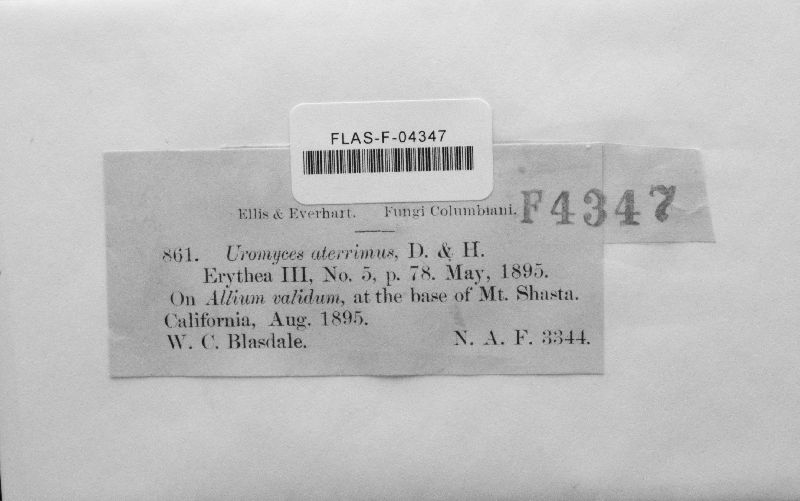 FLAS-F-04347
Ellis & Everhart. Fungi Columbiani.
F4347
861. Uromyces aterrimus, D. & H.
Erythea III, No. 5, p. 78. May, 1895.
On Allium validum, at the base of Mt. Shasta.
California, Aug. 1895.
W. C. Blasdale. N. A. F. 3344.